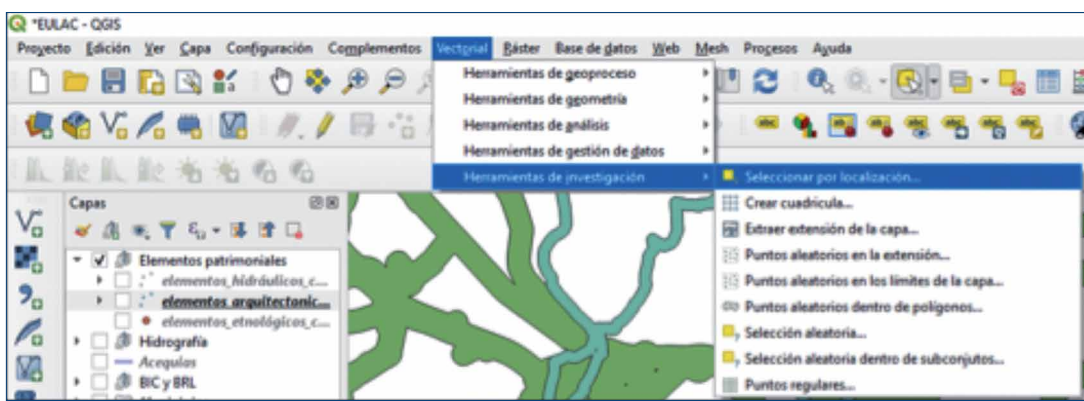 *EULAC - QGIS
Proyecto Edición Ver Capa Configuración Complementos Vectorial Ráster Base de datos Web Mesh Procesos Ayuda
Herramientas de geoproceso
Herramientas de geometría
Herramientas de análisis
Herramientas de gestión de datos
Herramientas de investigación
Seleccionar por localización...
Crear cuadrícula...
Extraer extensión de la capa...
Puntos aleatorios en la extensión...
Puntos aleatorios en los límites de la capa...
Puntos aleatorios dentro de polígonos...
Selección aleatoria...
Selección aleatoria dentro de subconjutos...
Puntos regulares...
Capas
Elementos patrimoniales
elementos_hidráulicos_c...
elementos_arquitectonic...
elementos_etnológicos_c...
Hidrografía
Acequias
BIC y BRL